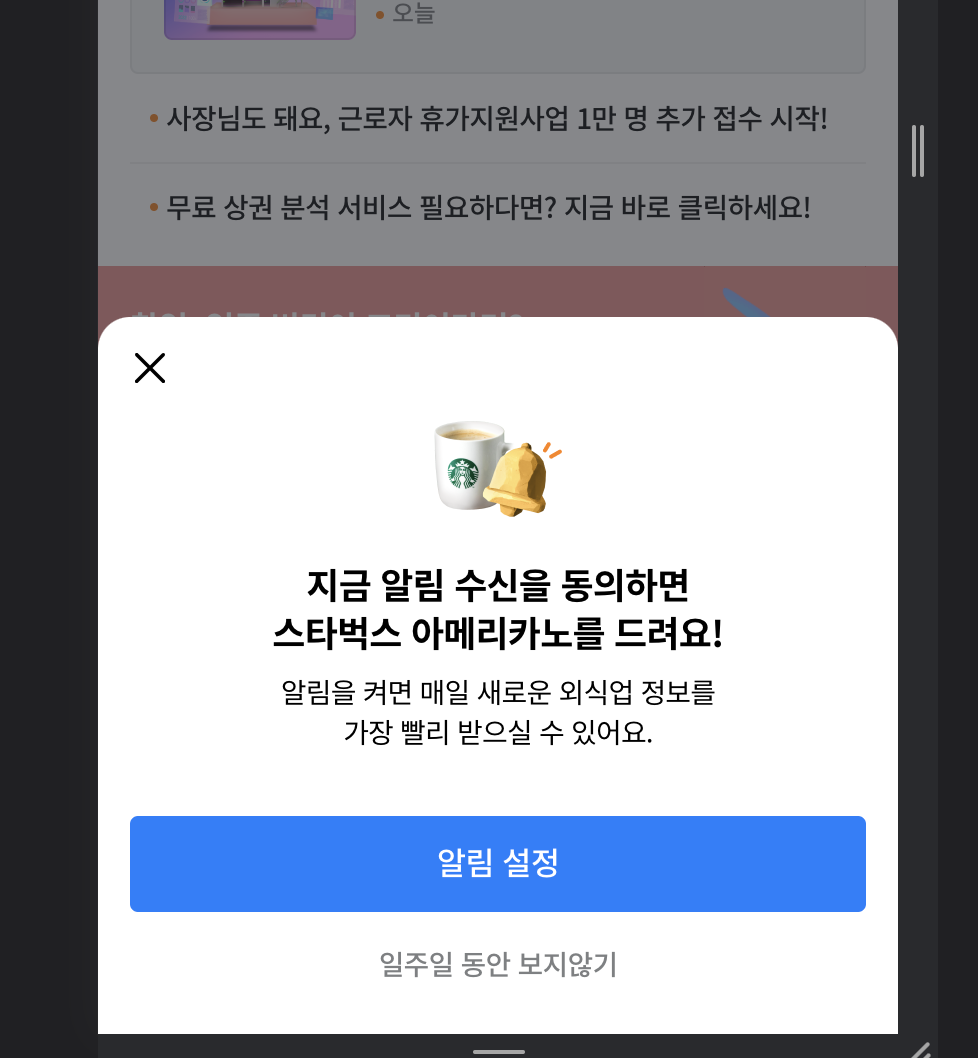 오늘
사장님도 돼요, 근로자 휴가지원사업 1만 명 추가 접수 시작!
무료 상권 분석 서비스 필요하다면? 지금 바로 클릭하세요!
지금 알림 수신을 동의하면
스타벅스 아메리카노를 드려요!
알림을 켜면 매일 새로운 외식업 정보를
가장 빨리 받으실 수 있어요.
알림 설정
일주일 동안 보지않기